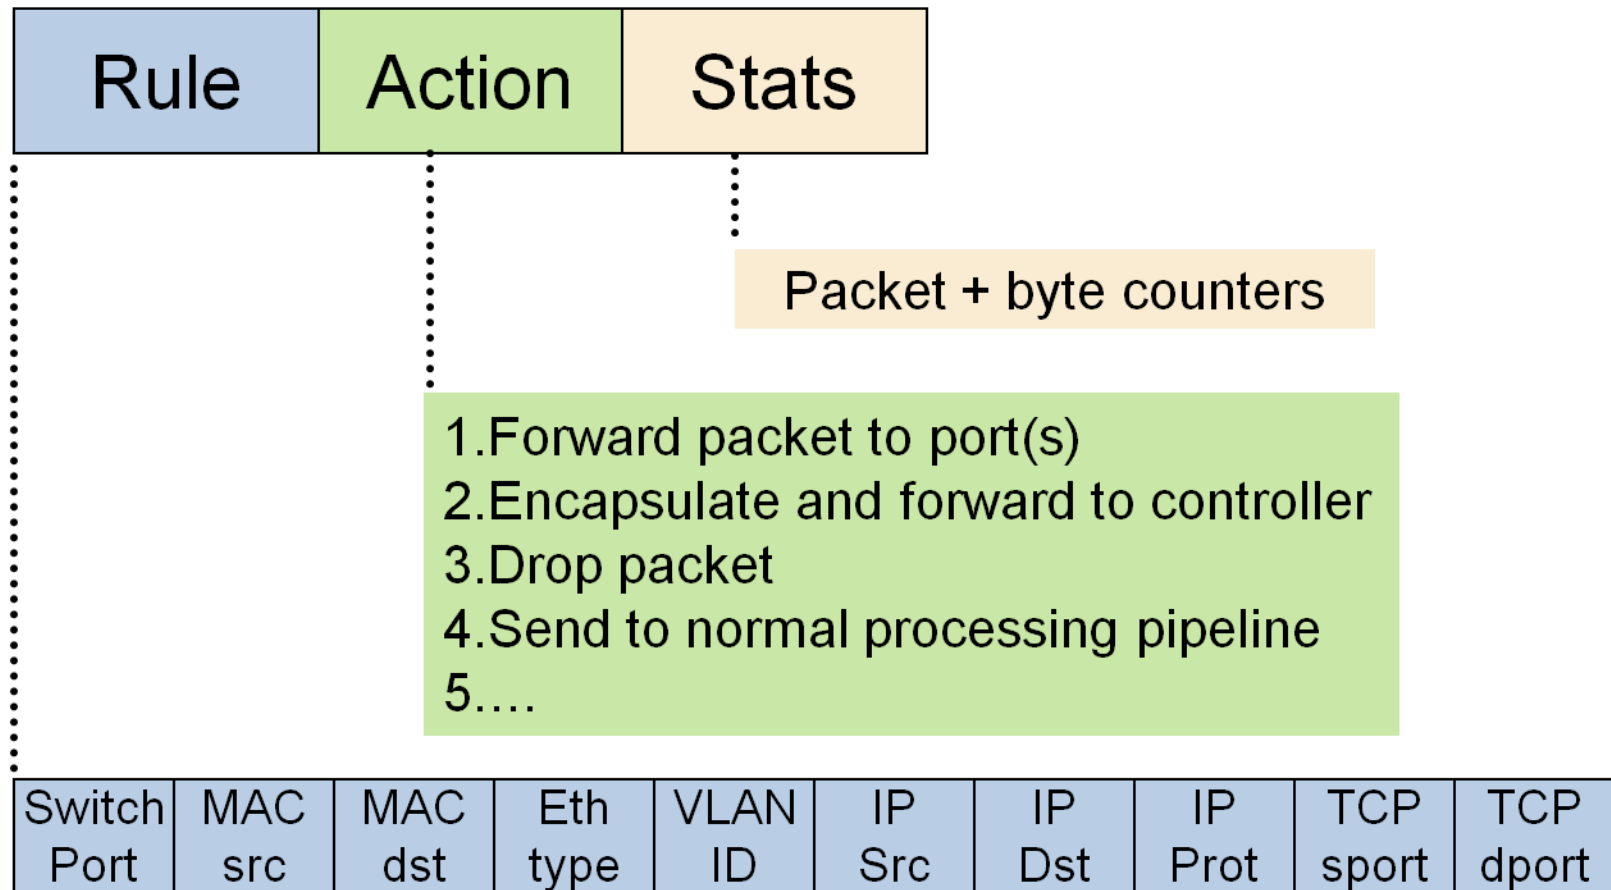 Rule Action Stats
Packet + byte counters
1.Forward packet to port(s)
2.Encapsulate and forward to controller
3.Drop packet
4.Send to normal processing pipeline
5....
Switch MAC MAC Eth VLAN IP IP IP TCP TCP
Port src dst type ID Src Dst Prot sport dport